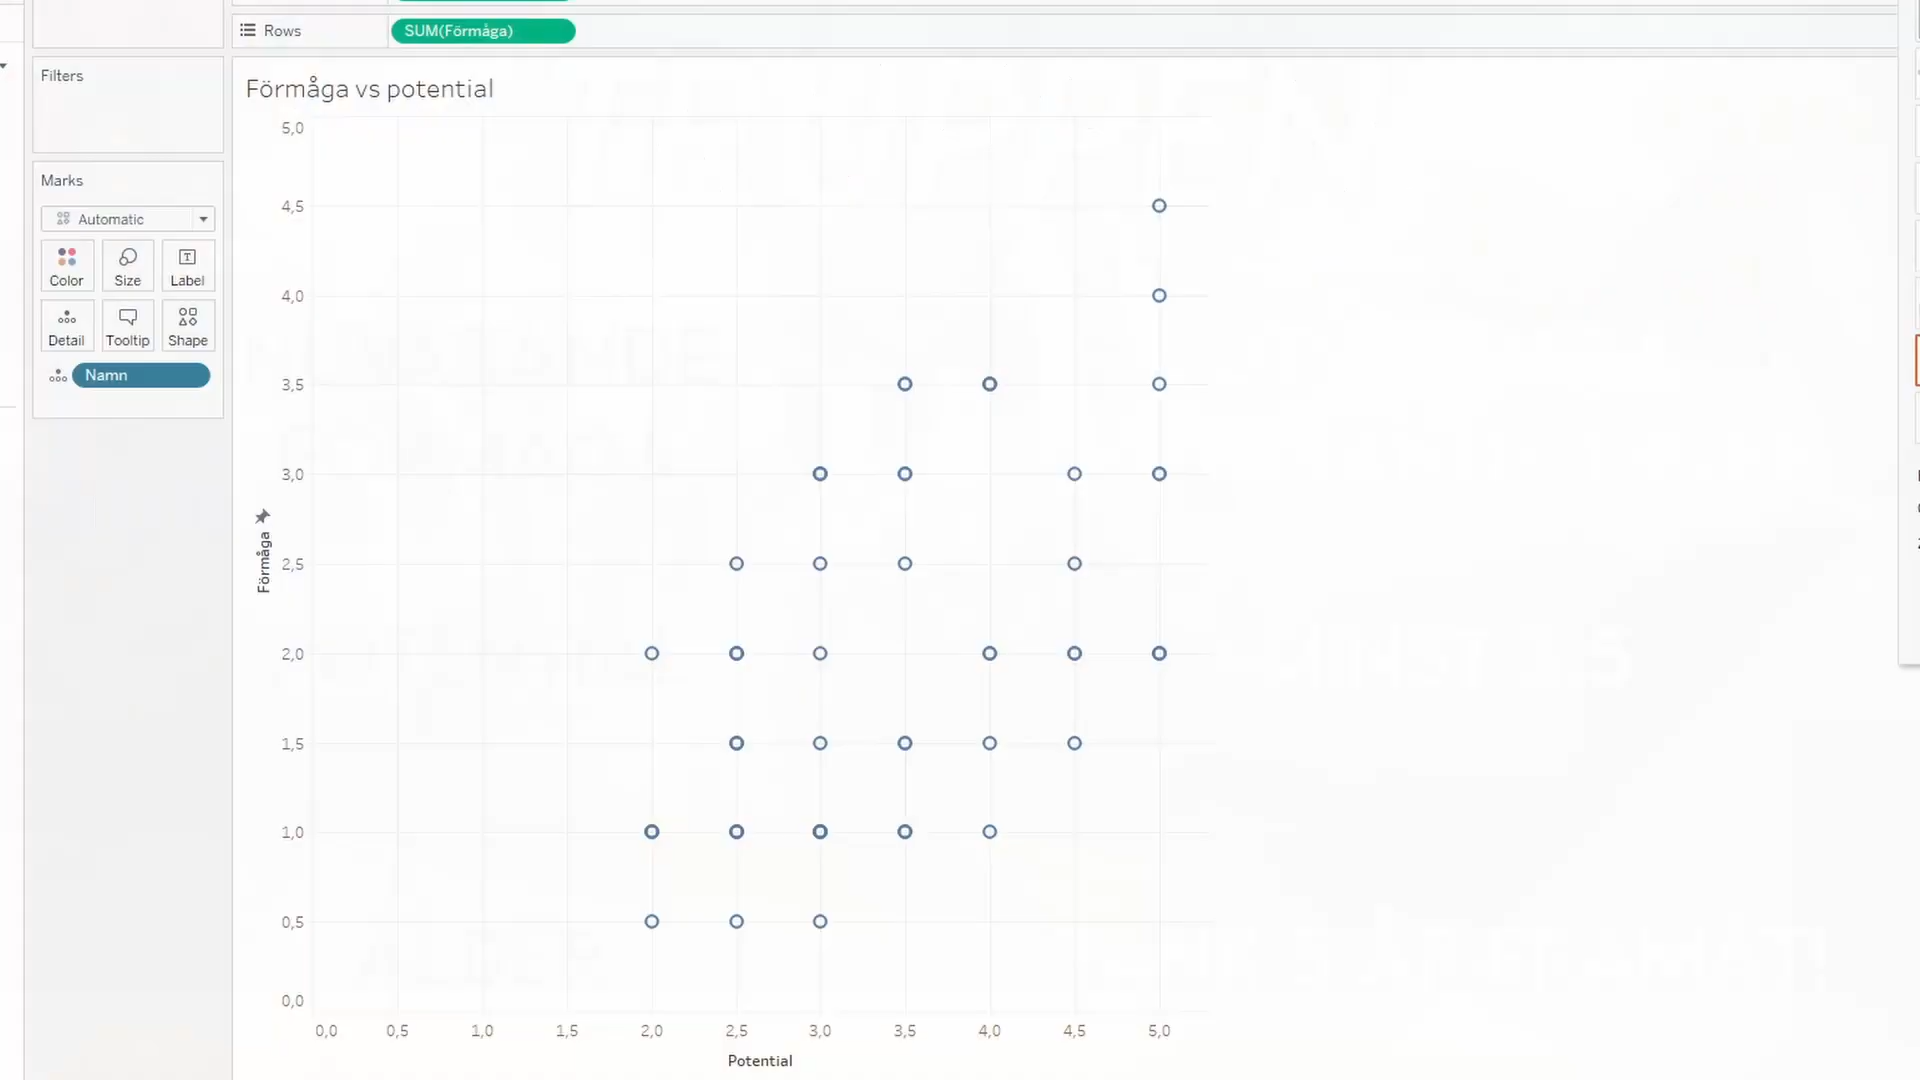 Rows
SUM(Förmåga)
Filters
Marks
Automatic
Color
Size
Label
Detail
Tooltip
Shape
Namn
Förmåga vs potential
5,0
4,5
4,0
3,5
3,0
2,5
2,0
1,5
1,0
0,5
0,0
Förmåga
0,0 0,5 1,0 1,5 2,0 2,5 3,0 3,5 4,0 4,5 5,0
Potential